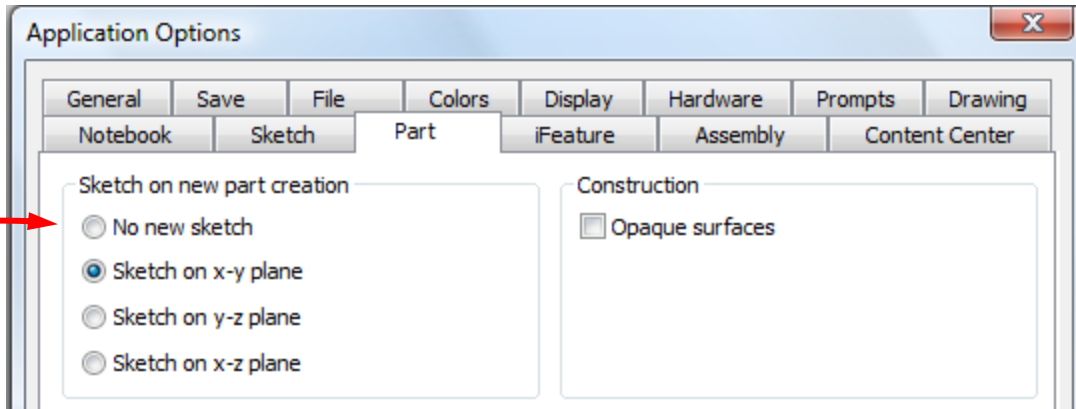 Application Options
General Save File Colors Display Hardware Prompts Drawing
Notebook Sketch Part iFeature Assembly Content Center
Sketch on new part creation
No new sketch
Sketch on x-y plane
Sketch on y-z plane
Sketch on x-z plane
Construction
Opaque surfaces